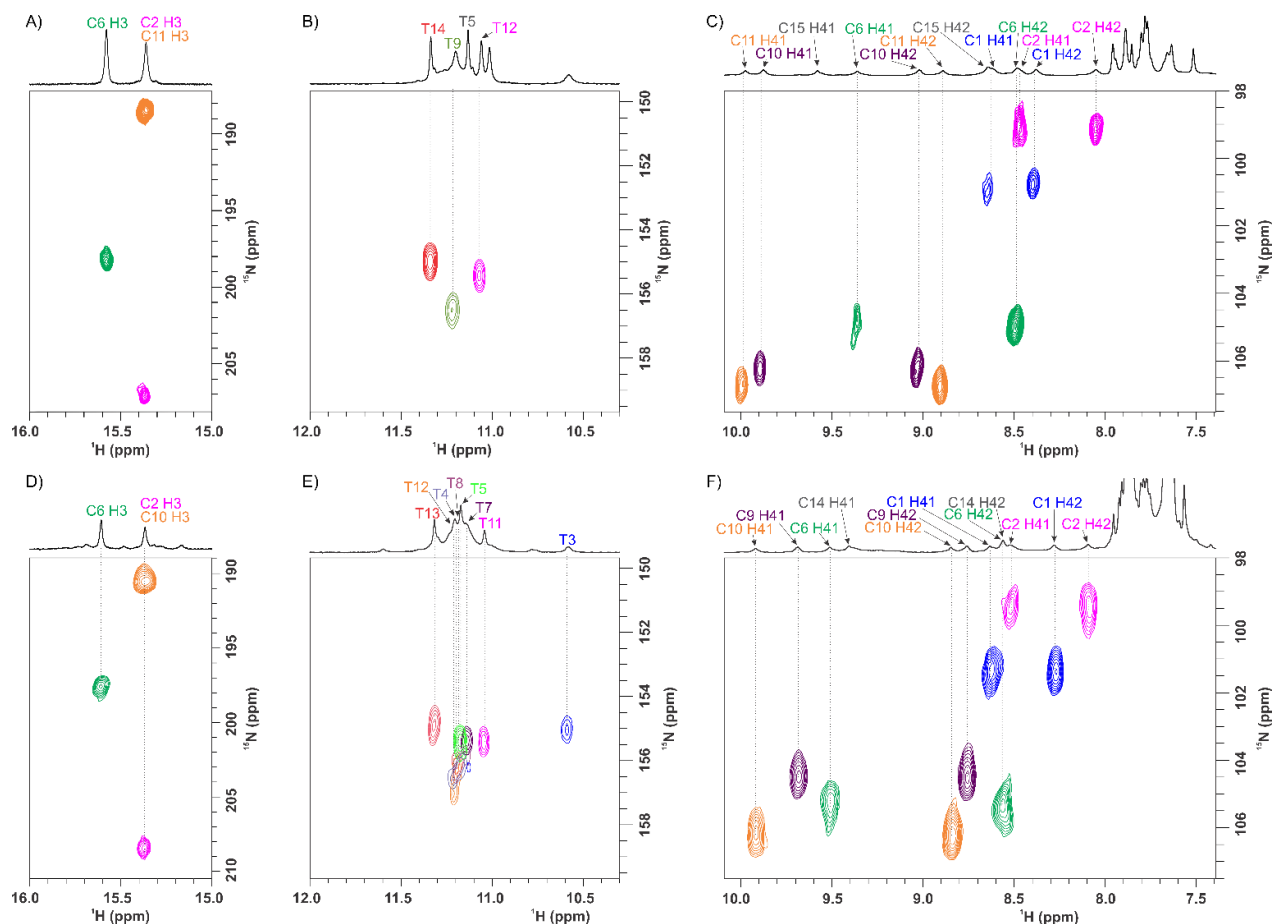 A)
C6 H3
C2 H3
C11 H3
190
195
200
205
¹⁵N (ppm)
16.0 15.5 15.0
¹H (ppm)
B)
T14
T9
T5
T12
150
152
154
156
158
¹⁵N (ppm)
12.0 11.5 11.0 10.5
¹H (ppm)
C)
C11 H41
C10 H41
C15 H41
C6 H41
C10 H42
C11 H42
C15 H42
C1 H41
C6 H42
C2 H41
C1 H42
C2 H42
98
100
102
104
106
¹⁵N (ppm)
10.0 9.5 9.0 8.5 8.0 7.5
¹H (ppm)
D)
C6 H3
C2 H3
C10 H3
190
195
200
205
210
¹⁵N (ppm)
16.0 15.5 15.0
¹H (ppm)
E)
T13
T12
T4
T8
T5
T7
T11
T3
150
152
154
156
158
¹⁵N (ppm)
12.0 11.5 11.0 10.5
¹H (ppm)
F)
C10 H41
C9 H41
C6 H41
C14 H41
C10 H42
C9 H42
C1 H41
C6 H42
C14 H42
C2 H41
C1 H42
C2 H42
98
100
102
104
106
¹⁵N (ppm)
10.0 9.5 9.0 8.5 8.0 7.5
¹H (ppm)